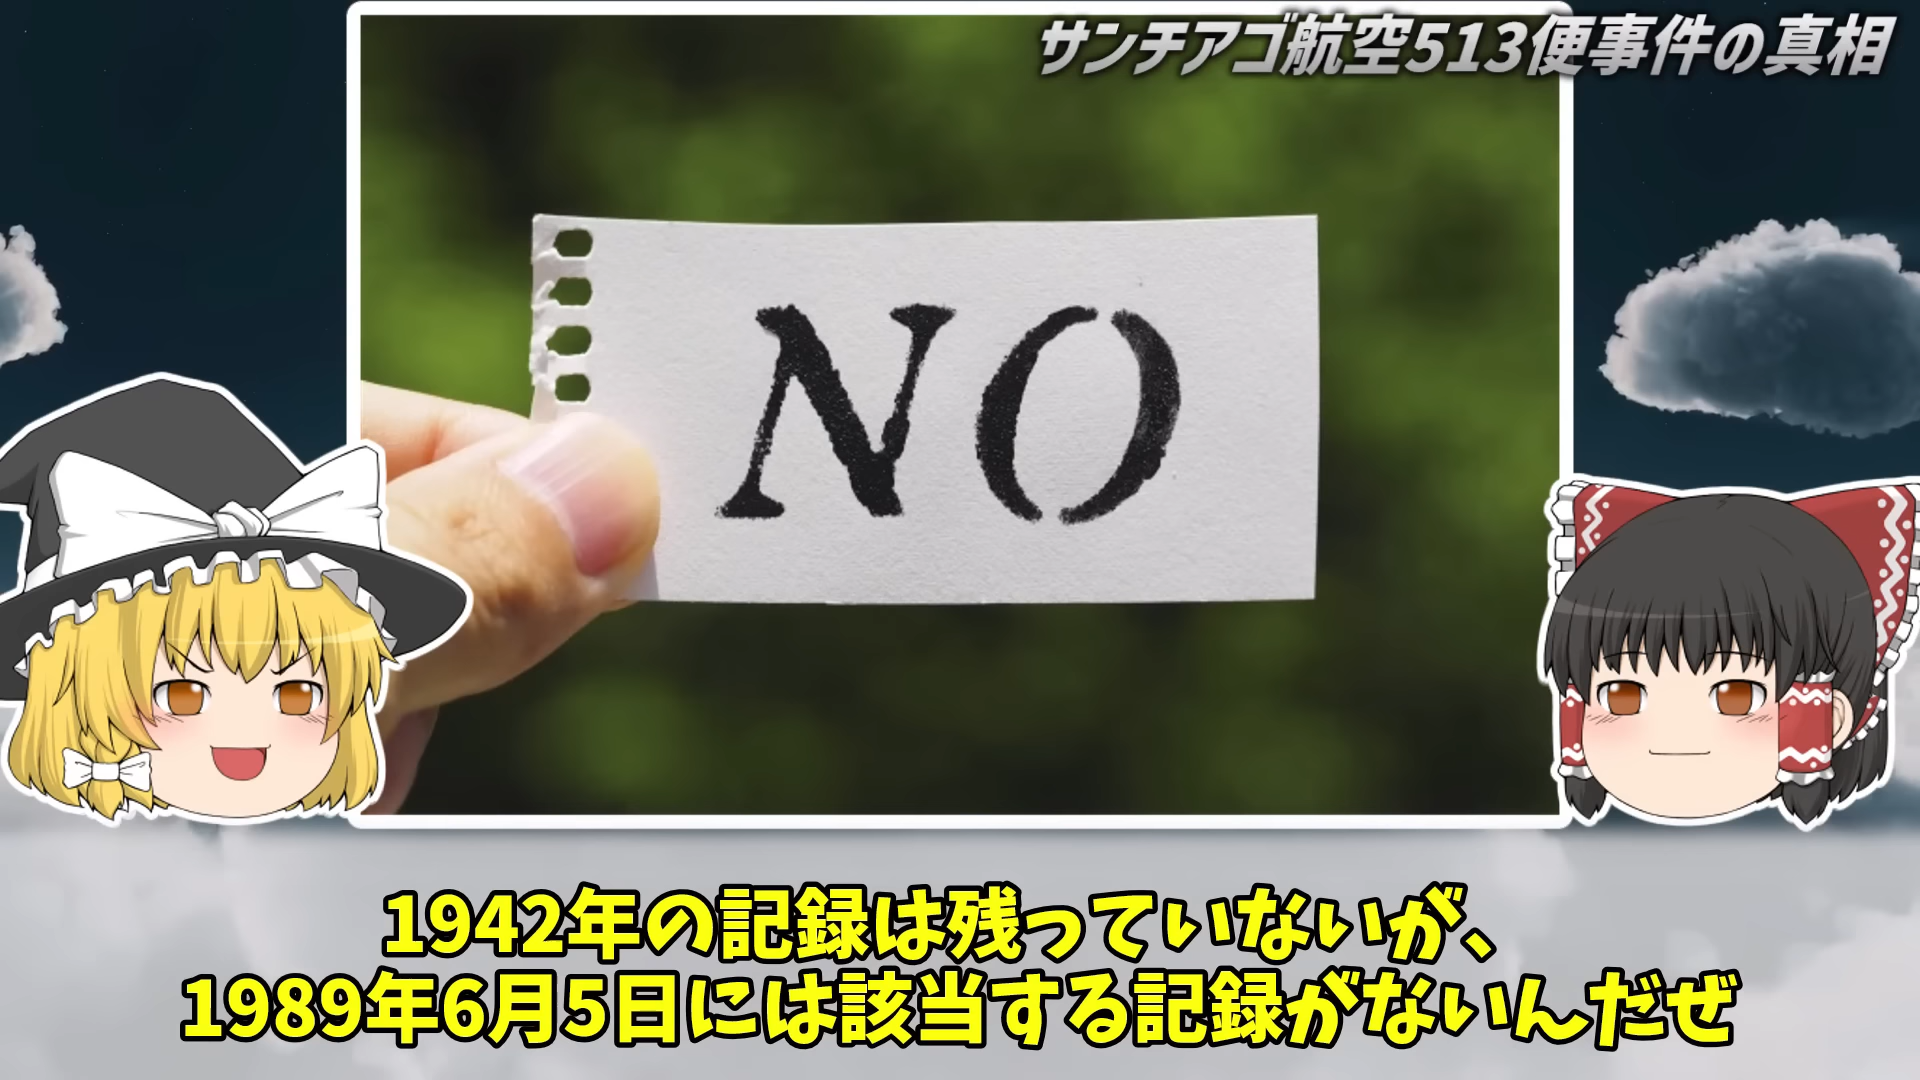 サンチアゴ航空513便事件の真相
NO
1942年の記録は残っていないが、
1989年6月5日には該当する記録がないんだぜ